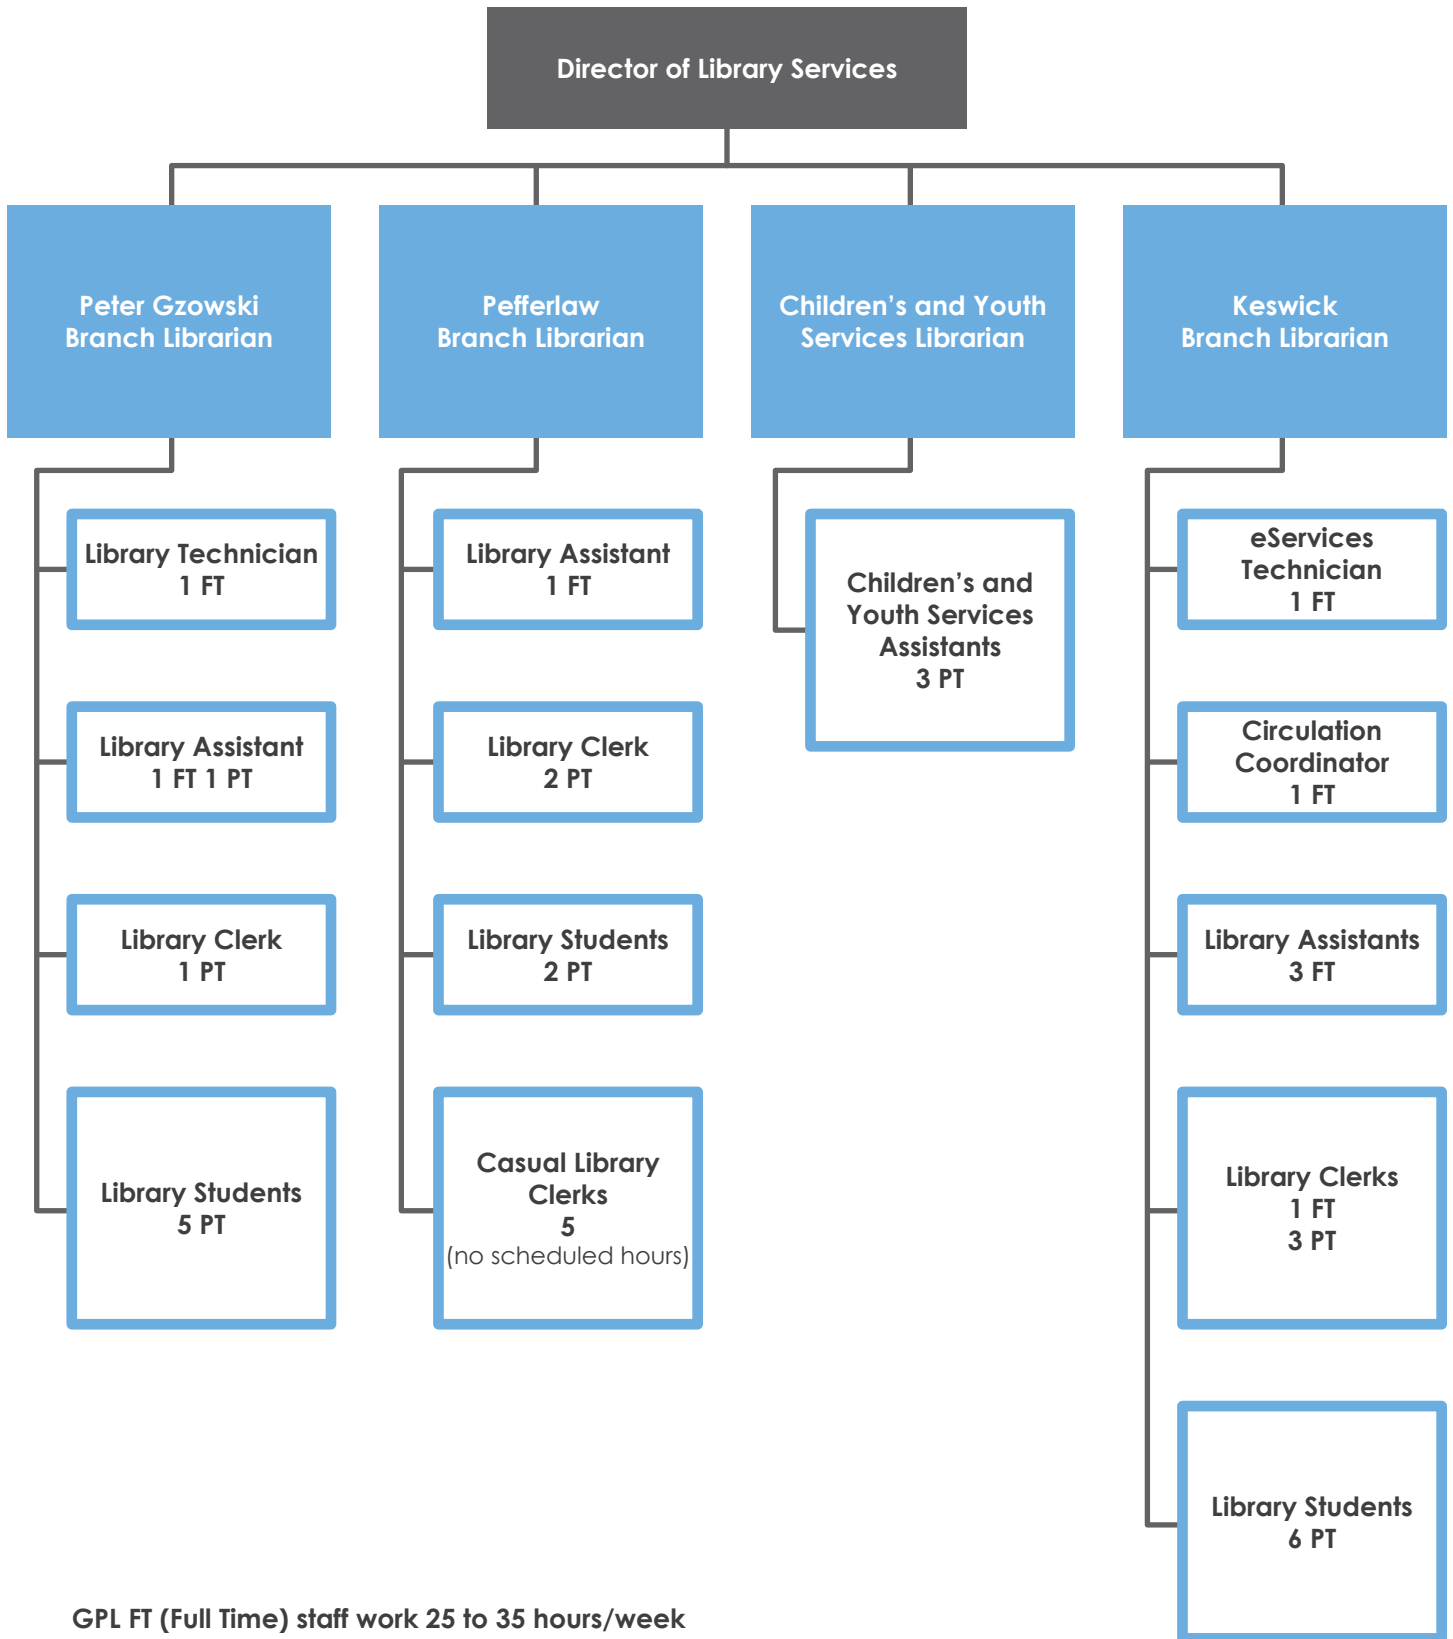 Director of Library Services
Peter Gzowski
Branch Librarian
Pefferlaw
Branch Librarian
Children’s and Youth
Services Librarian
Keswick
Branch Librarian
Library Technician
1 FT
Library Assistant
1 FT 1 PT
Library Clerk
1 PT
Library Students
5 PT
Library Assistant
1 FT
Library Clerk
2 PT
Library Students
2 PT
Casual Library
Clerks
5
(no scheduled hours)
Children’s and
Youth Services
Assistants
3 PT
eServices
Technician
1 FT
Circulation
Coordinator
1 FT
Library Assistants
3 FT
Library Clerks
1 FT
3 PT
Library Students
6 PT
GPL FT (Full Time) staff work 25 to 35 hours/week